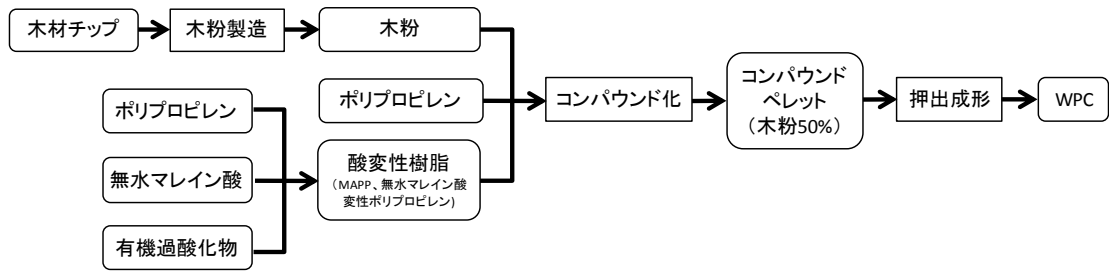 木材チップ
木粉製造
木粉
ポリプロピレン
ポリプロピレン
コンパウンド化
コンパウンド
ペレット
（木粉50%）
押出成形
WPC
無水マレイン酸
酸変性樹脂
（MAPP、無水マレイン酸
変性ポリプロピレン)
有機過酸化物